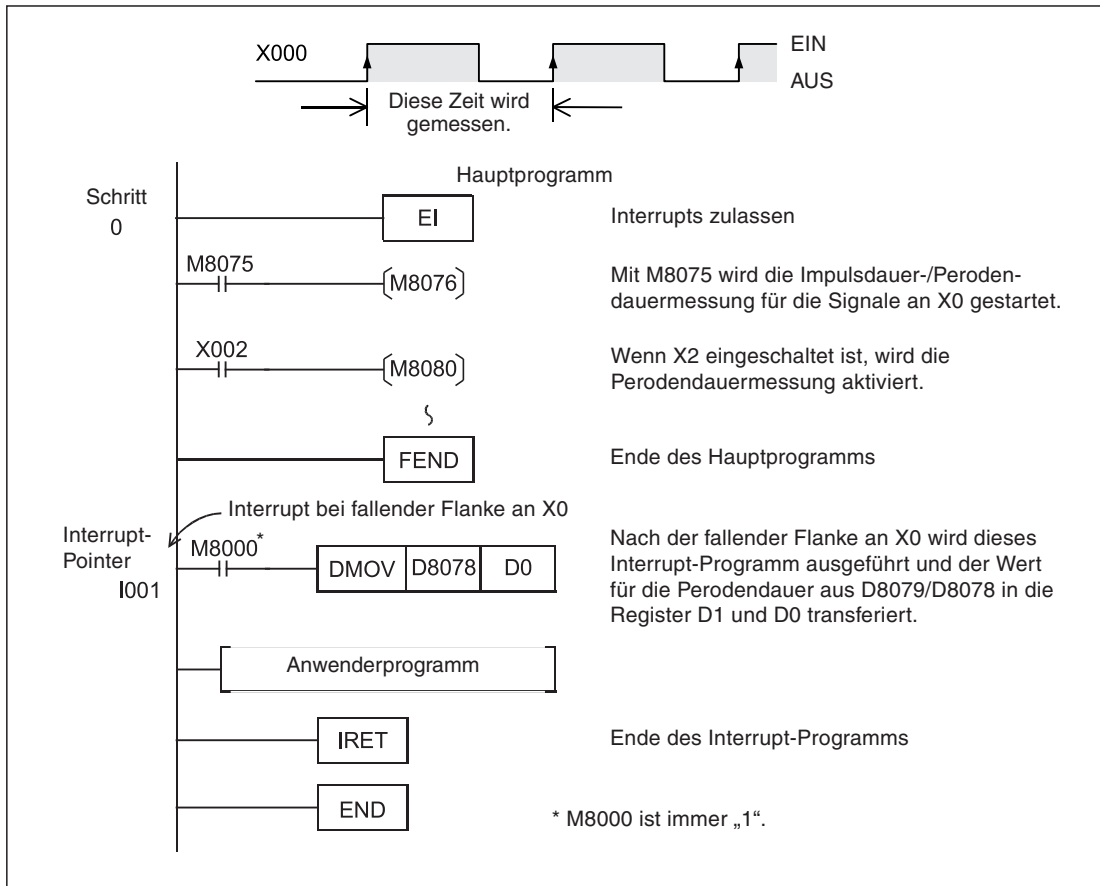 X000
EIN
AUS
Diese Zeit wird
gemessen.
Hauptprogramm
Schritt
0
EI
Interrupts zulassen
M8075
M8076
Mit M8075 wird die Impulsdauer-/Peroden-
dauermessung für die Signale an X0 gestartet.
X002
M8080
Wenn X2 eingeschaltet ist, wird die
Perodendauermessung aktiviert.
FEND
Ende des Hauptprogramms
Interrupt bei fallender Flanke an X0
Interrupt-
Pointer
I001
M8000*
DMOV D8078 D0
Nach der fallender Flanke an X0 wird dieses
Interrupt-Programm ausgeführt und der Wert
für die Perodendauer aus D8079/D8078 in die
Register D1 und D0 transferiert.
Anwenderprogramm
IRET
Ende des Interrupt-Programms
END
* M8000 ist immer „1“.